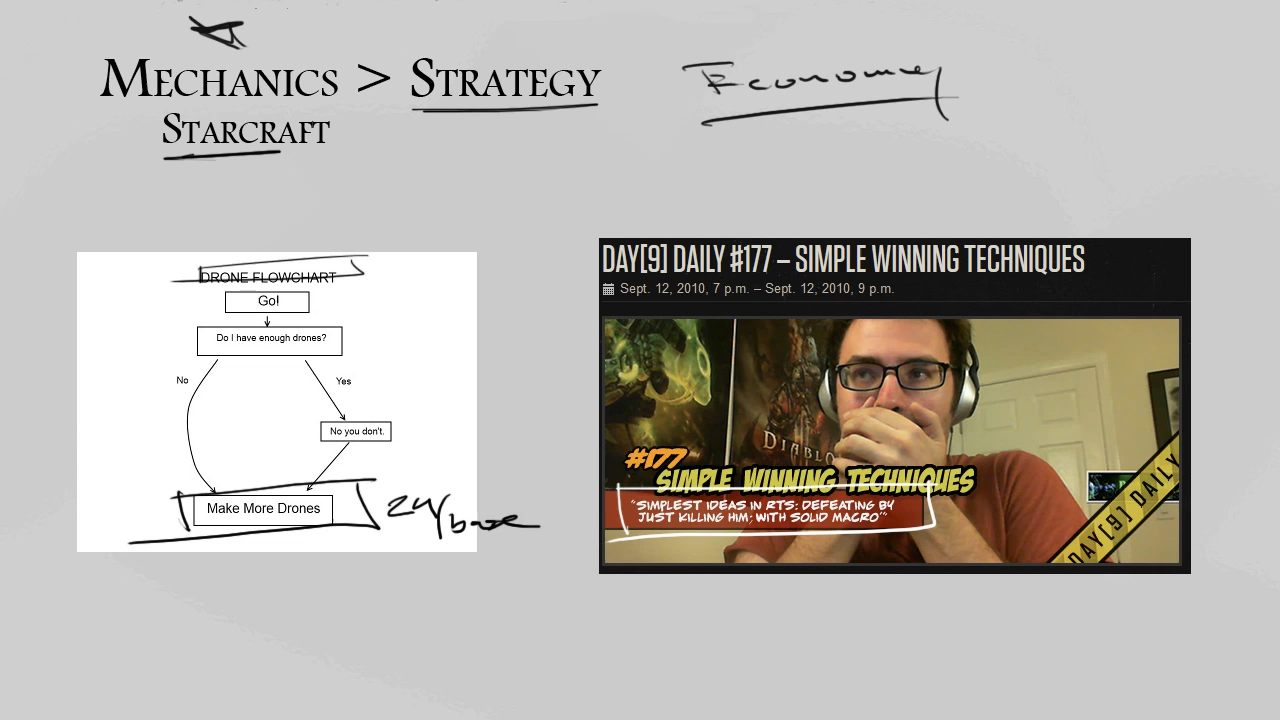 MECHANICS > STRATEGY
Economy
STARCRAFT
DRONE FLOWCHART
Go!
Do I have enough drones?
No
Yes
No you don't.
Make More Drones
24/base
DAY[9] DAILY #177 – SIMPLE WINNING TECHNIQUES
Sept. 12, 2010, 7 p.m. – Sept. 12, 2010, 9 p.m.
DIABLO
#177
SIMPLE WINNING TECHNIQUES
"SIMPLEST IDEAS IN RTS: DEFEATING BY
JUST KILLING HIM; WITH SOLID MACRO"
DAY[9] DAILY